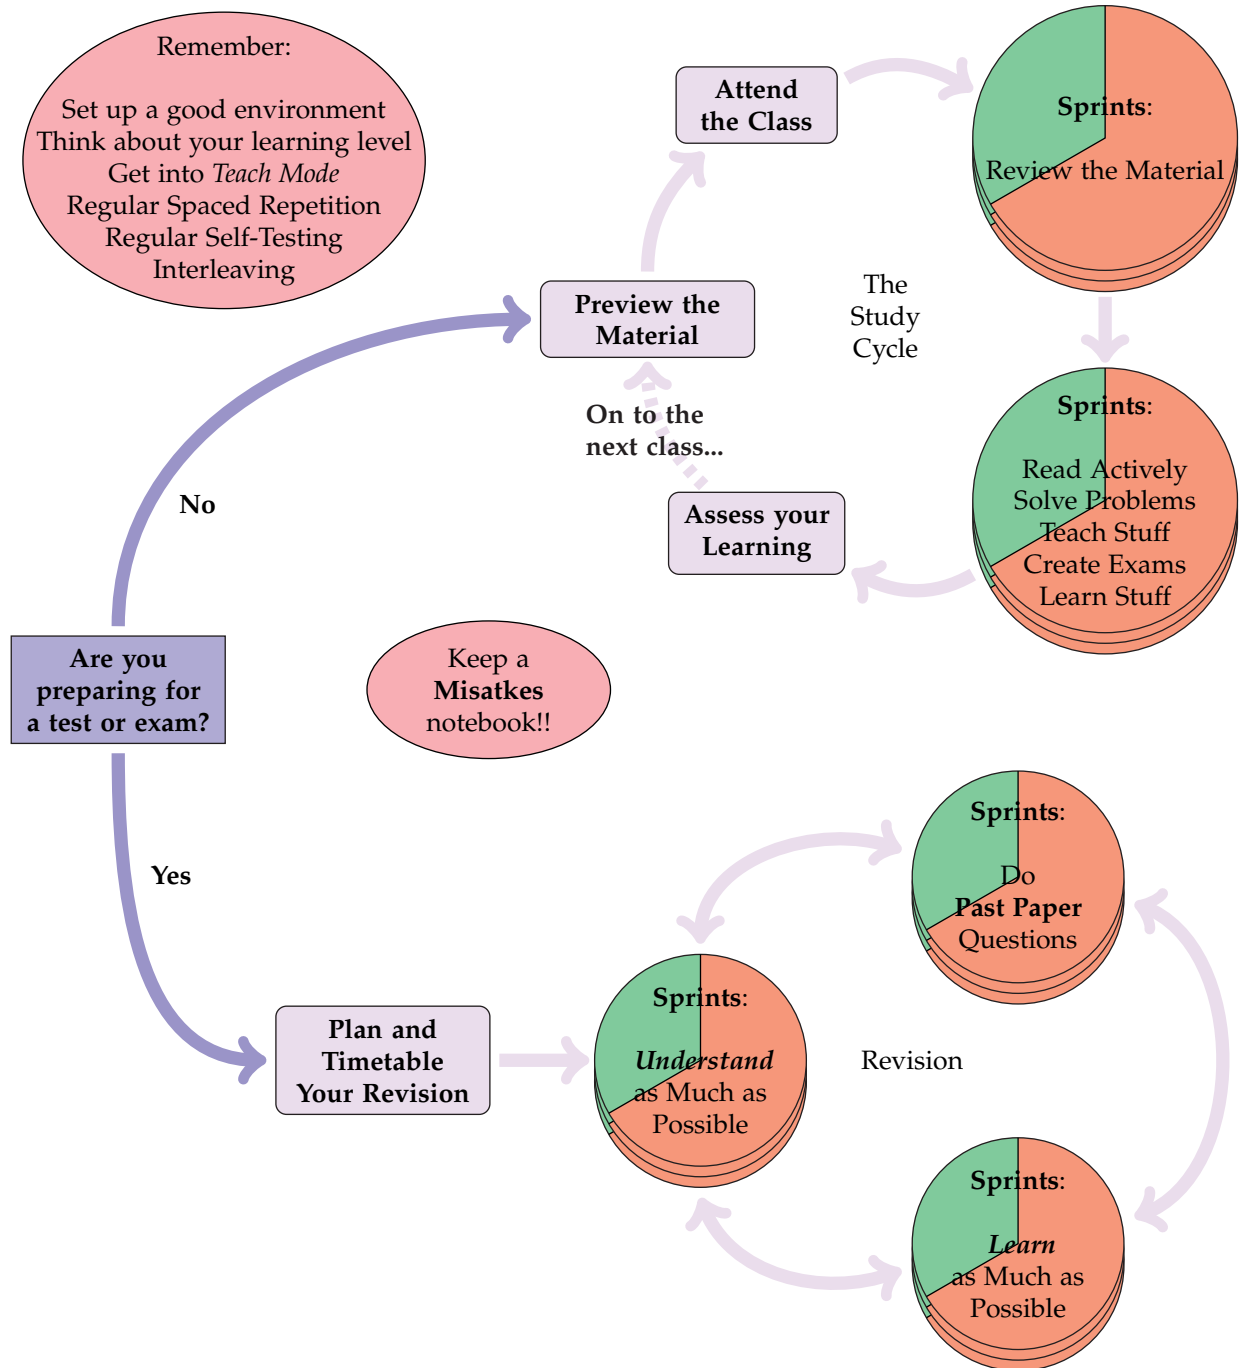 Remember:
Set up a good environment
Think about your learning level
Get into Teach Mode
Regular Spaced Repetition
Regular Self-Testing
Interleaving
Attend
the Class
Sprints:
Review the Material
Preview the
Material
The
Study
Cycle
On to the
next class...
Sprints:
Read Actively
Solve Problems
Teach Stuff
Create Exams
Learn Stuff
Assess your
Learning
No
Are you
preparing for
a test or exam?
Keep a
Misatkes
notebook!!
Yes
Sprints:
Do
Past Paper
Questions
Plan and
Timetable
Your Revision
Sprints:
Understand
as Much as
Possible
Revision
Sprints:
Learn
as Much as
Possible